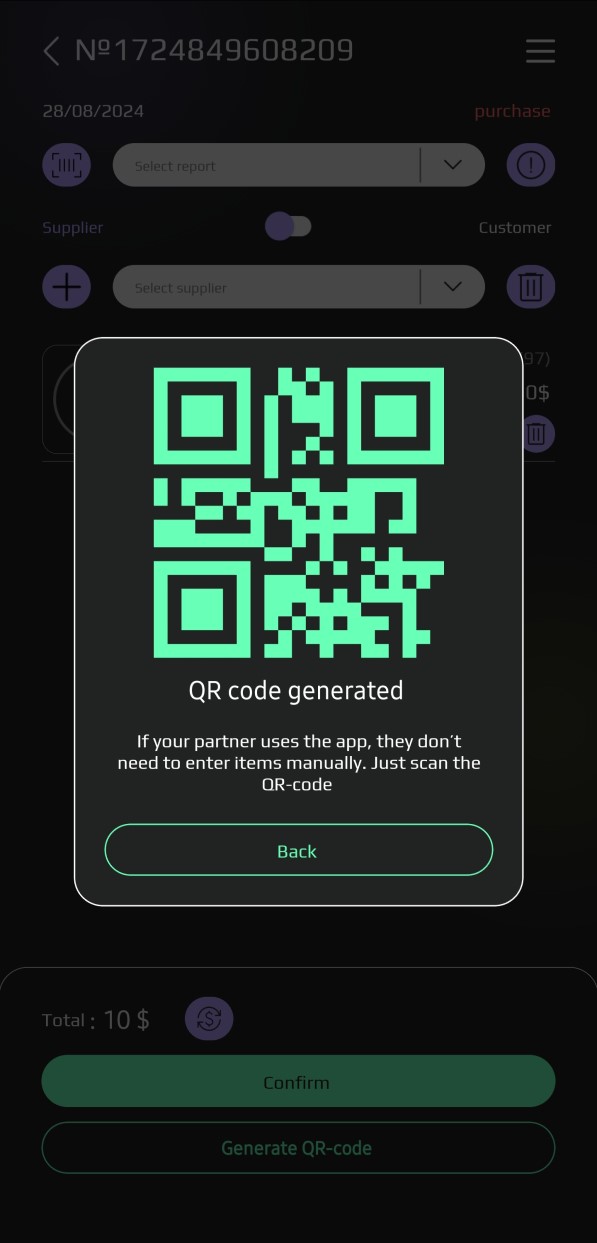 №1724849608209
28/08/2024
purchase
Select report
Supplier
Customer
Select supplier
97)
0$
QR code generated
If your partner uses the app, they don't
need to enter items manually. Just scan the
QR-code
Back
Total : 10 $
Confirm
Generate QR-code